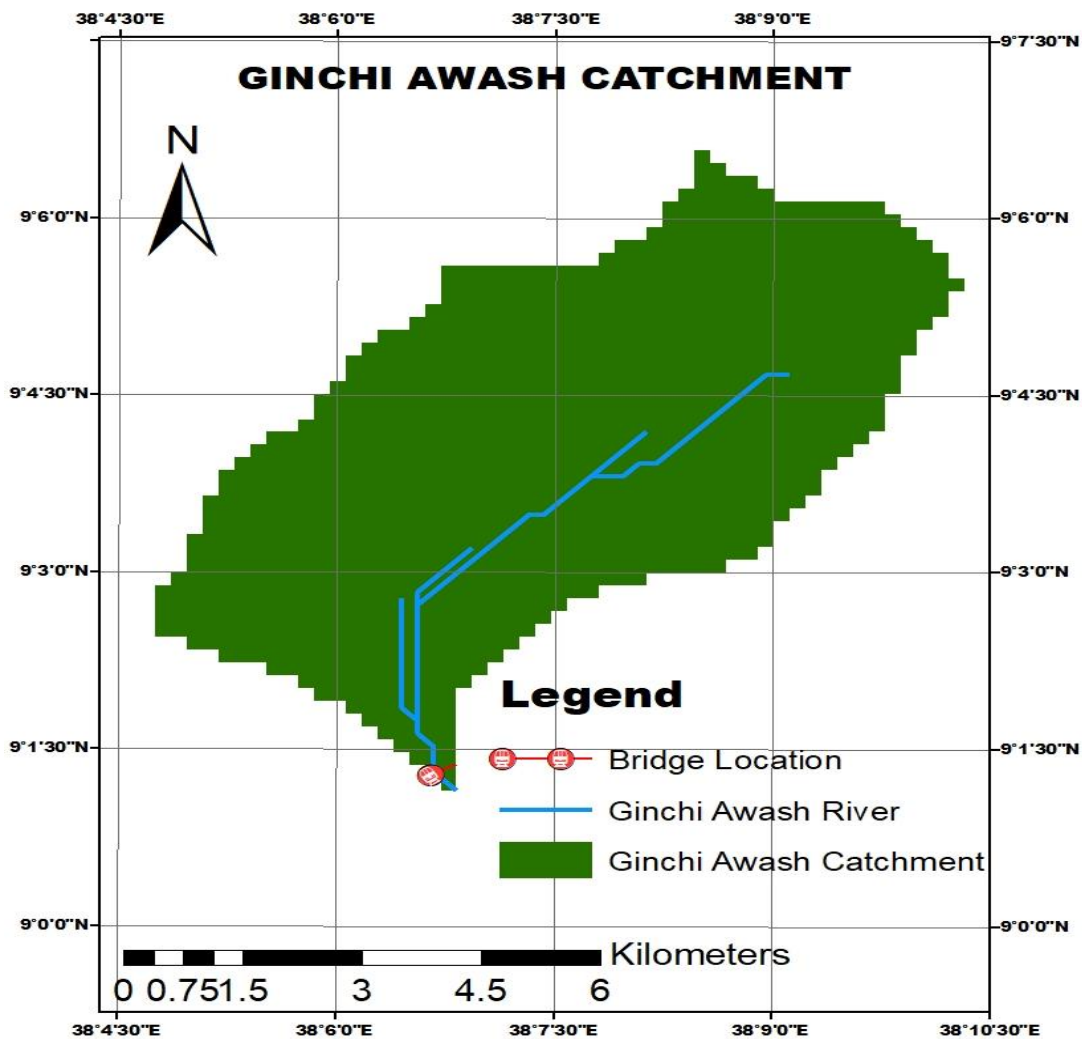 38°4'30"E 38°6'0"E 38°7'30"E 38°9'0"E
9°7'30"N
GINCHI AWASH CATCHMENT
N
9°6'0"N 9°6'0"N
9°4'30"N 9°4'30"N
9°3'0"N 9°3'0"N
Legend
9°1'30"N 9°1'30"N
Bridge Location
Ginchi Awash River
Ginchi Awash Catchment
9°0'0"N 9°0'0"N
Kilometers
0 0.75 1.5 3 4.5 6
38°4'30"E 38°6'0"E 38°7'30"E 38°9'0"E 38°10'30"E